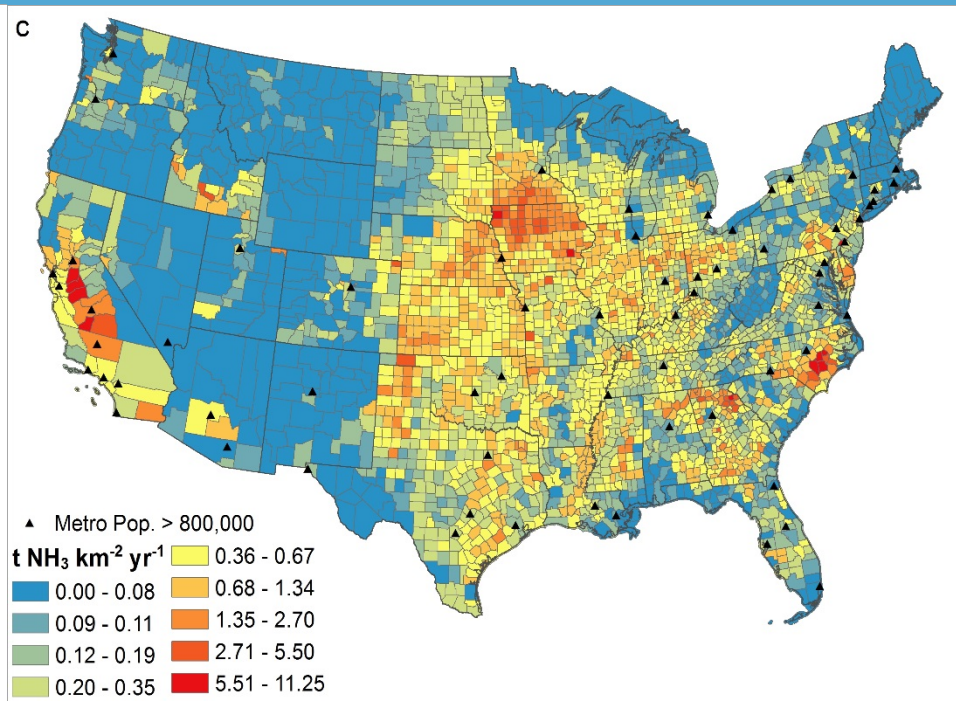 C
▲ Metro Pop. > 800,000
t NH₃ km⁻² yr⁻¹
0.00 - 0.08
0.09 - 0.11
0.12 - 0.19
0.20 - 0.35
0.36 - 0.67
0.68 - 1.34
1.35 - 2.70
2.71 - 5.50
5.51 - 11.25